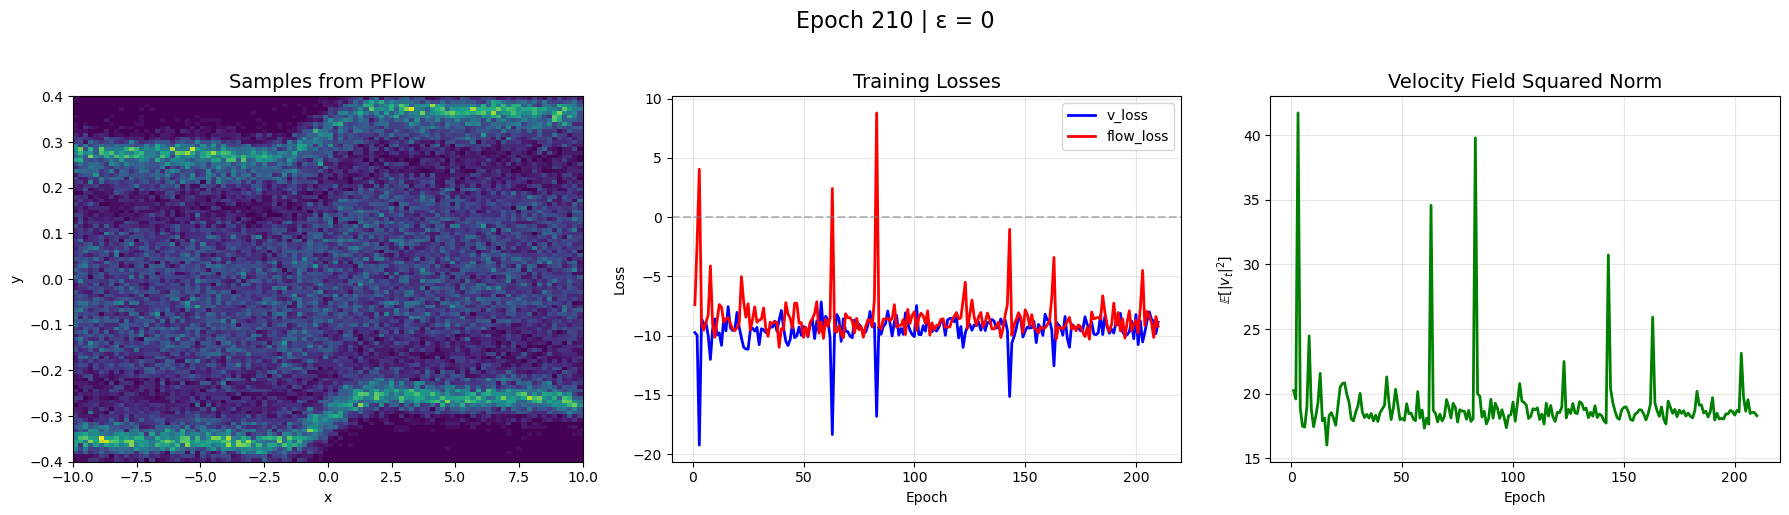 Epoch 210 | ε = 0
Samples from PFlow
0.4
0.3
0.2
0.1
0.0
−0.1
−0.2
−0.3
−0.4
y
−10.0 −7.5 −5.0 −2.5 0.0 2.5 5.0 7.5 10.0
x
Training Losses
10
5
0
−5
−10
−15
−20
Loss
v_loss
flow_loss
0 50 100 150 200
Epoch
Velocity Field Squared Norm
40
35
30
25
20
15
𝔼[|v_t|²]
0 50 100 150 200
Epoch